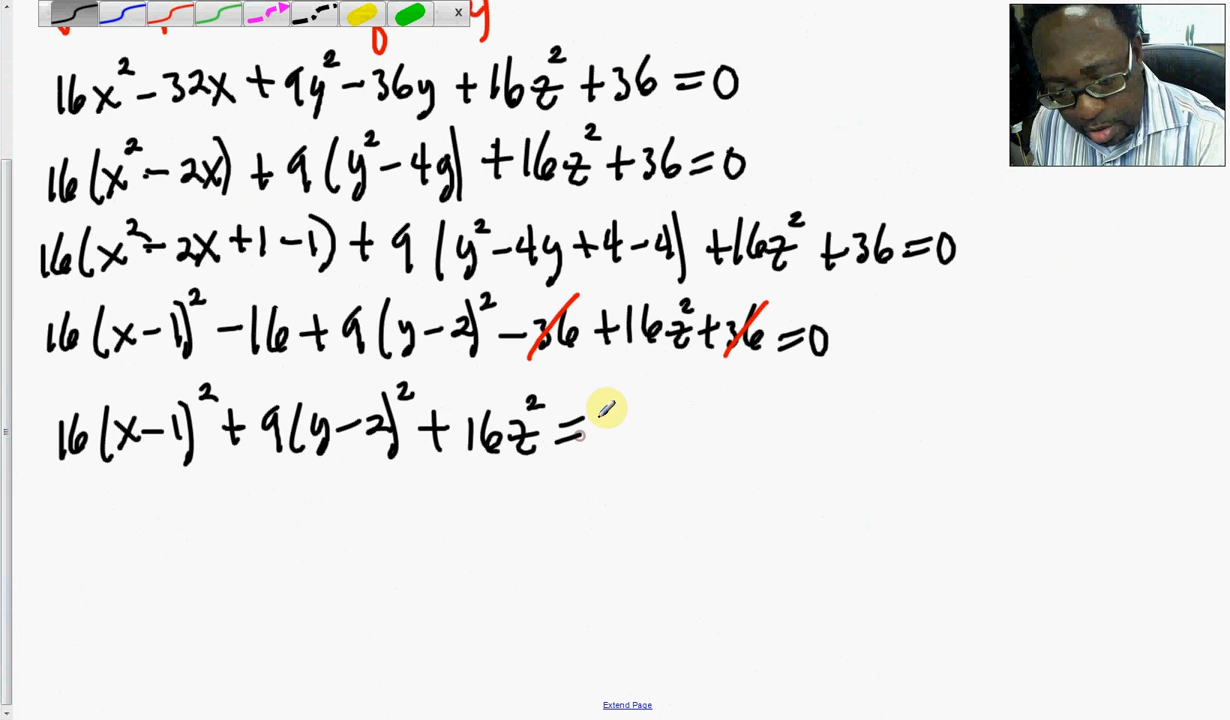 x
y
16x² - 32x + 9y² - 36y + 16z² + 36 = 0
16(x² - 2x) + 9(y² - 4y) + 16z² + 36 = 0
16(x² - 2x + 1 - 1) + 9(y² - 4y + 4 - 4) + 16z² + 36 = 0
16(x - 1)² - 16 + 9(y - 2)² - 36 + 16z² + 36 = 0
16(x - 1)² + 9(y - 2)² + 16z² =
Extend Page